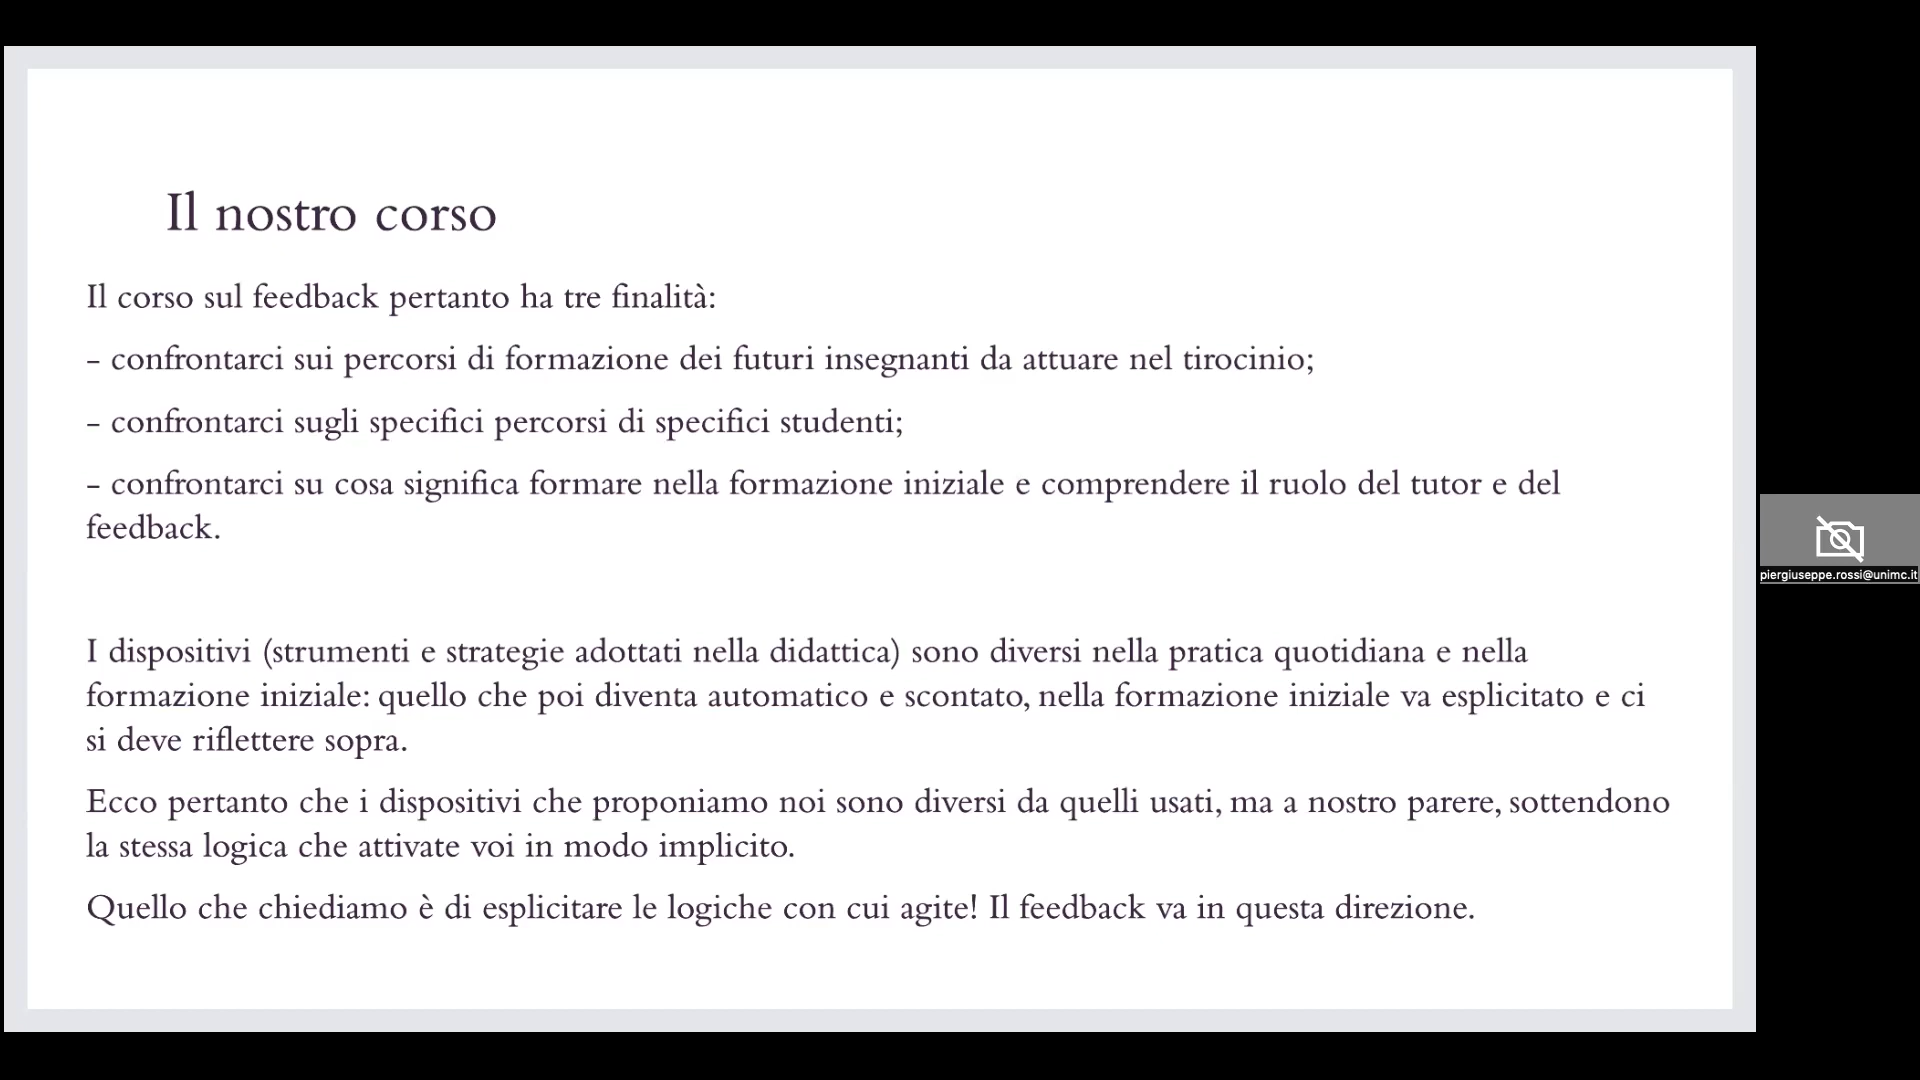 Il nostro corso
Il corso sul feedback pertanto ha tre finalità:
- confrontarci sui percorsi di formazione dei futuri insegnanti da attuare nel tirocinio;
- confrontarci sugli specifici percorsi di specifici studenti;
- confrontarci su cosa significa formare nella formazione iniziale e comprendere il ruolo del tutor e del
feedback.
I dispositivi (strumenti e strategie adottati nella didattica) sono diversi nella pratica quotidiana e nella
formazione iniziale: quello che poi diventa automatico e scontato, nella formazione iniziale va esplicitato e ci
si deve riflettere sopra.
Ecco pertanto che i dispositivi che proponiamo noi sono diversi da quelli usati, ma a nostro parere, sottendono
la stessa logica che attivate voi in modo implicito.
Quello che chiediamo è di esplicitare le logiche con cui agite! Il feedback va in questa direzione.
piergiuseppe.rossi@unimc.it